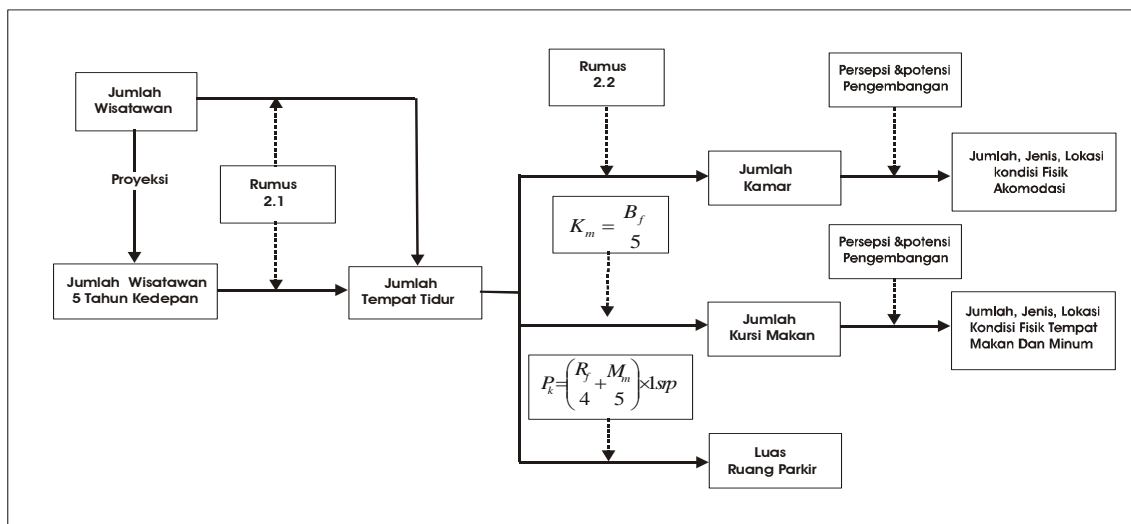 Jumlah
Wisatawan
Proyeksi
Rumus
2.1
Jumlah Wisatawan
5 Tahun Kedepan
Jumlah
Tempat Tidur
Rumus
2.2
Persepsi &potensi
Pengembangan
Jumlah
Kamar
Jumlah, Jenis, Lokasi
kondisi Fisik
Akomodasi
K_m = B_f / 5
Persepsi &potensi
Pengembangan
Jumlah
Kursi Makan
Jumlah, Jenis, Lokasi
Kondisi Fisik Tempat
Makan Dan Minum
P_k = (R_f / 4 + M_m / 5) ×1srp
Luas
Ruang Parkir